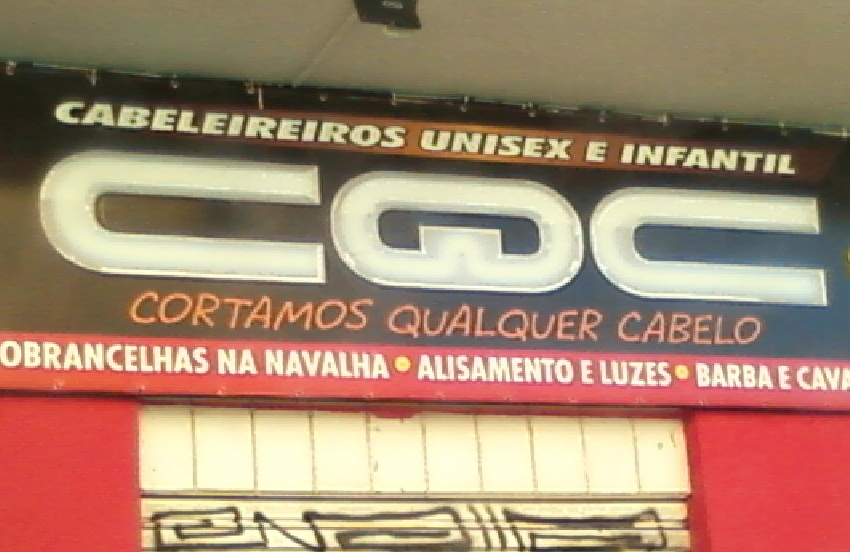 CABELEIREIROS UNISEX E INFANTIL
CQC
CORTAMOS QUALQUER CABELO
OBRANCELHAS NA NAVALHA • ALISAMENTO E LUZES • BARBA E CAVA